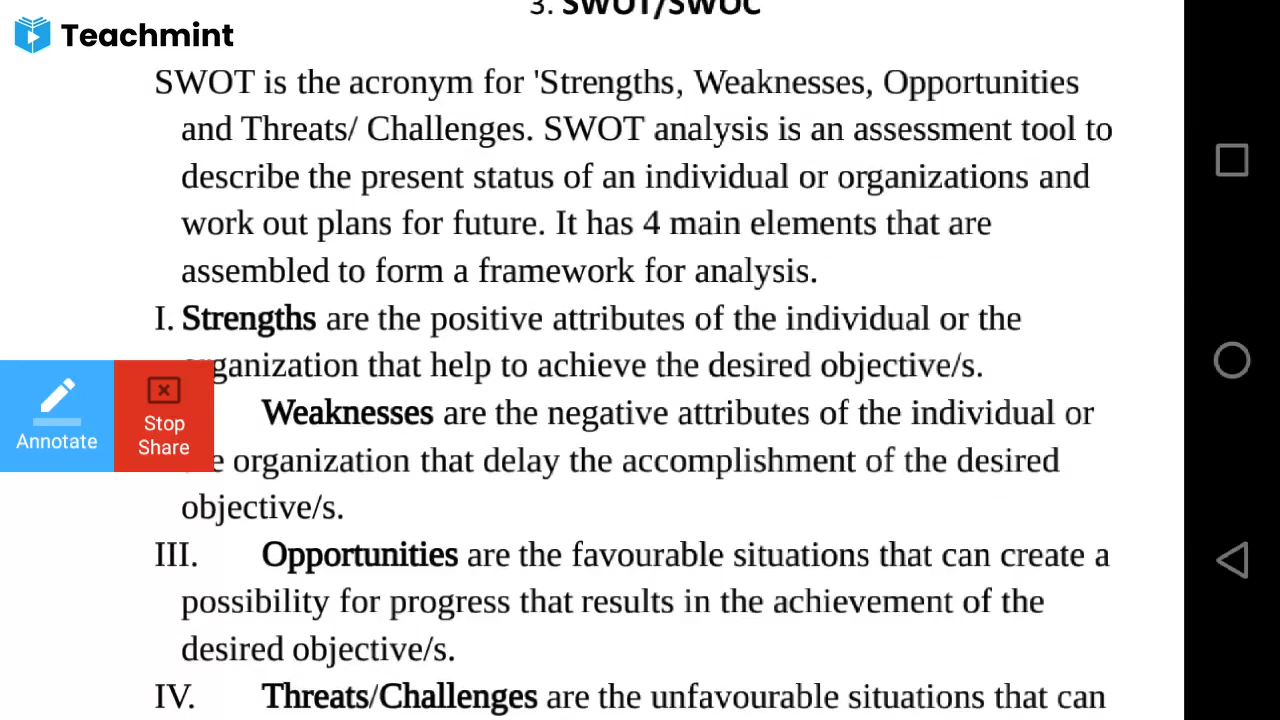 3. SWOT/SWOC
Teachmint
SWOT is the acronym for 'Strengths, Weaknesses, Opportunities
and Threats/ Challenges. SWOT analysis is an assessment tool to
describe the present status of an individual or organizations and
work out plans for future. It has 4 main elements that are
assembled to form a framework for analysis.
I. Strengths are the positive attributes of the individual or the
organization that help to achieve the desired objective/s.
Weaknesses are the negative attributes of the individual or
organization that delay the accomplishment of the desired
objective/s.
Annotate
Stop
Share
III. Opportunities are the favourable situations that can create a
possibility for progress that results in the achievement of the
desired objective/s.
IV. Threats/Challenges are the unfavourable situations that can